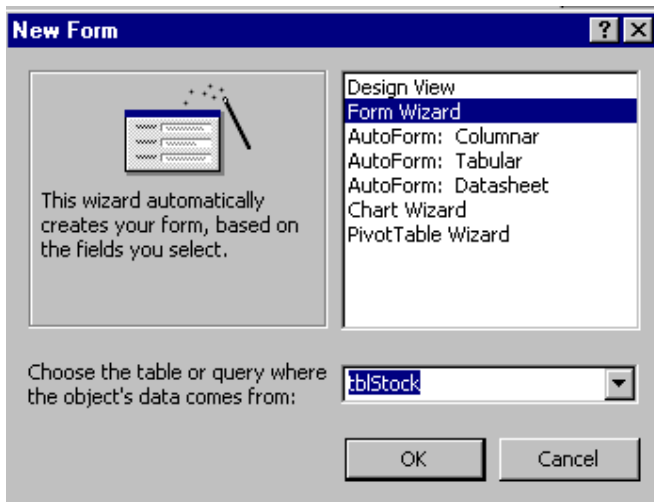 New Form
This wizard automatically
creates your form, based on
the fields you select.
Design View
Form Wizard
AutoForm: Columnar
AutoForm: Tabular
AutoForm: Datasheet
Chart Wizard
PivotTable Wizard
Choose the table or query where
the object's data comes from:
tblStock
OK
Cancel